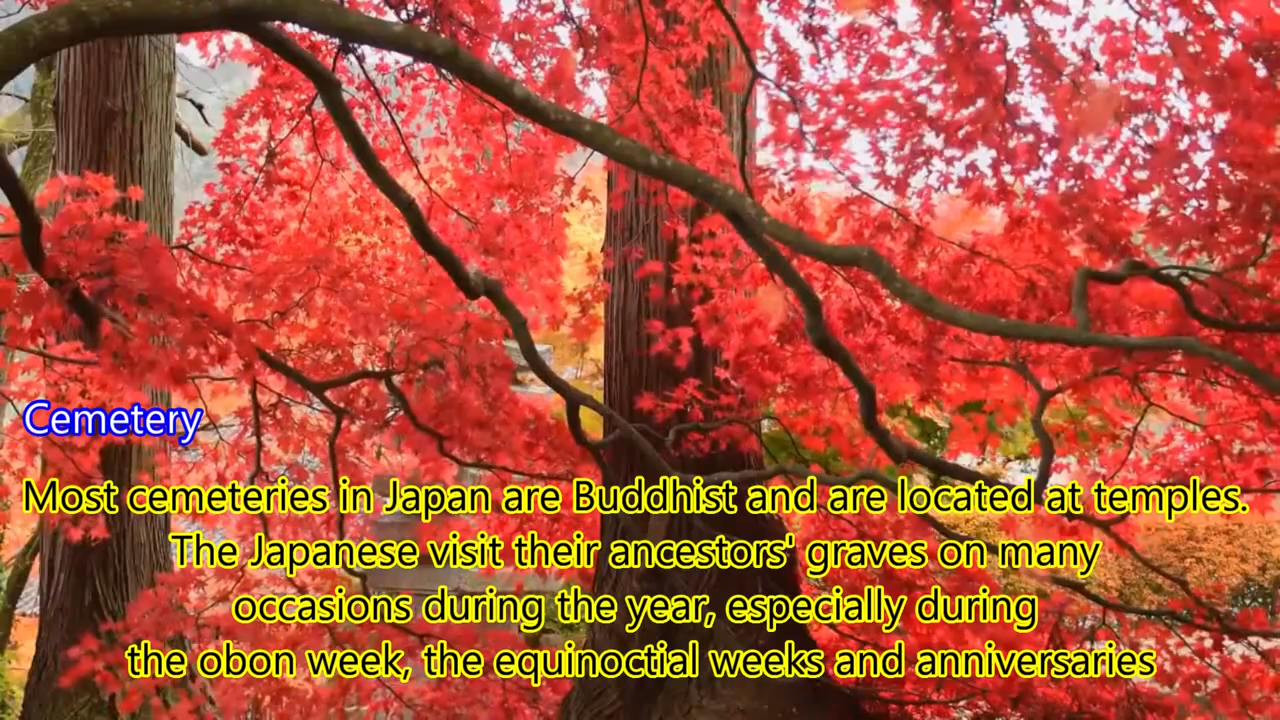 Cemetery
Most cemeteries in Japan are Buddhist and are located at temples.
The Japanese visit their ancestors' graves on many
occasions during the year, especially during
the obon week, the equinoctial weeks and anniversaries